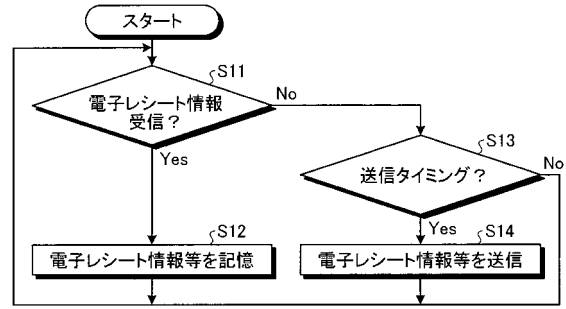 スタート
S11
電子レシート情報
受信？
No
Yes
S13
送信タイミング？
No
Yes
S12
電子レシート情報等を記憶
S14
電子レシート情報等を送信